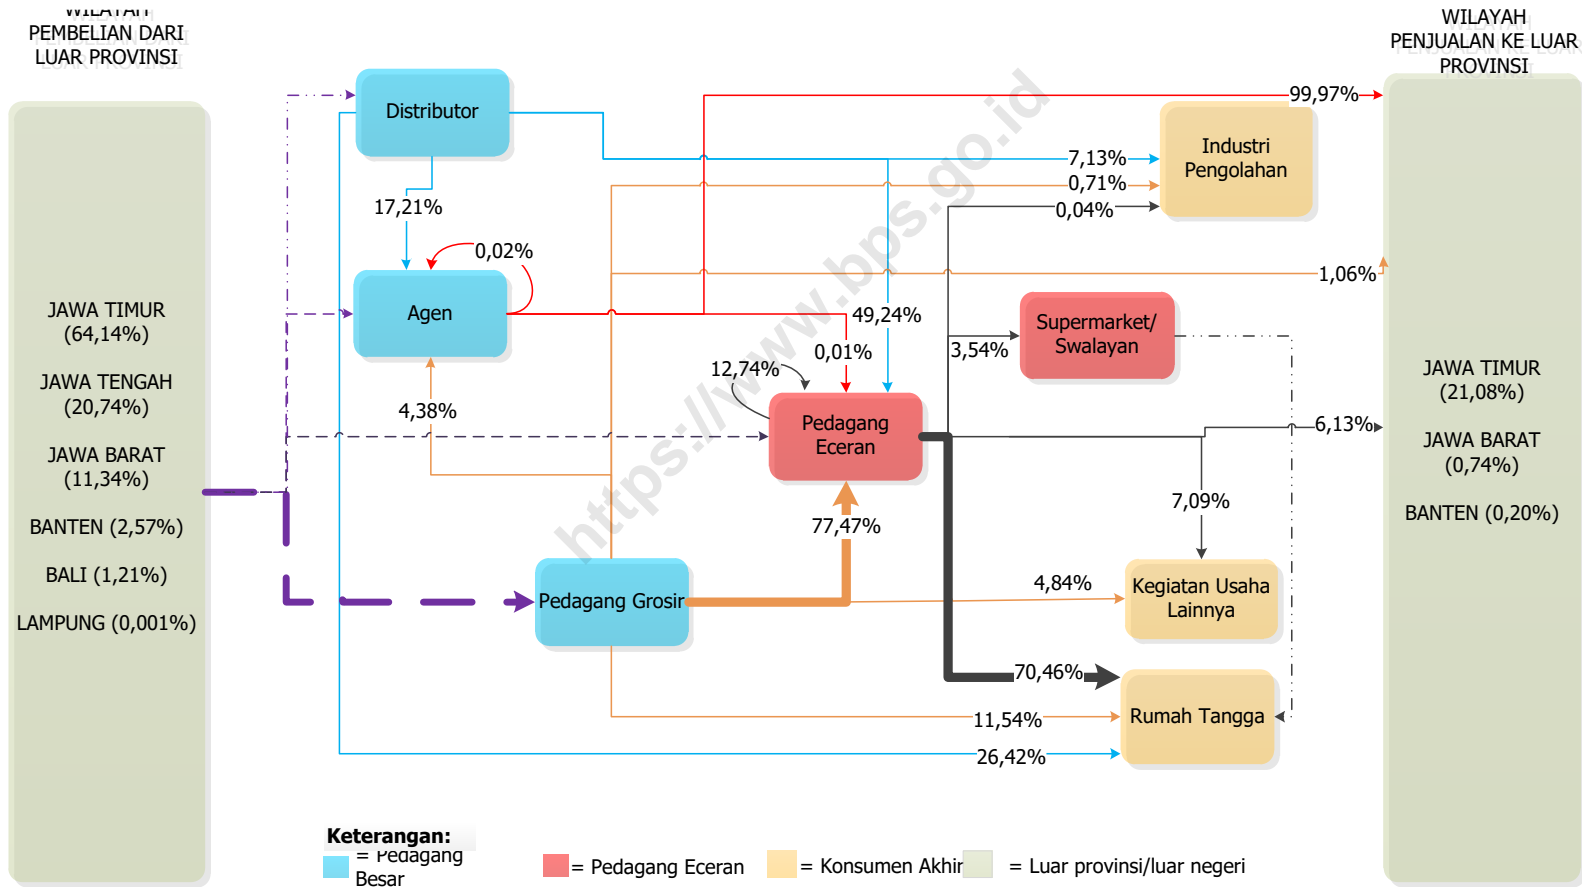 WILAYAH
PEMBELIAN DARI
LUAR PROVINSI
JAWA TIMUR
(64,14%)
JAWA TENGAH
(20,74%)
JAWA BARAT
(11,34%)
BANTEN (2,57%)
BALI (1,21%)
LAMPUNG (0,001%)
Distributor
17,21%
0,02%
Agen
4,38%
Pedagang Grosir
12,74%
0,01%
49,24%
Pedagang
Eceran
77,47%
99,97%
7,13%
0,71%
0,04%
Industri
Pengolahan
1,06%
3,54%
Supermarket/
Swalayan
6,13%
7,09%
4,84%
Kegiatan Usaha
Lainnya
70,46%
11,54%
26,42%
Rumah Tangga
WILAYAH
PENJUALAN KE LUAR
PROVINSI
JAWA TIMUR
(21,08%)
JAWA BARAT
(0,74%)
BANTEN (0,20%)
https://www.bps.go.id
Keterangan:
= Pedagang
Besar
= Pedagang Eceran
= Konsumen Akhir
= Luar provinsi/luar negeri